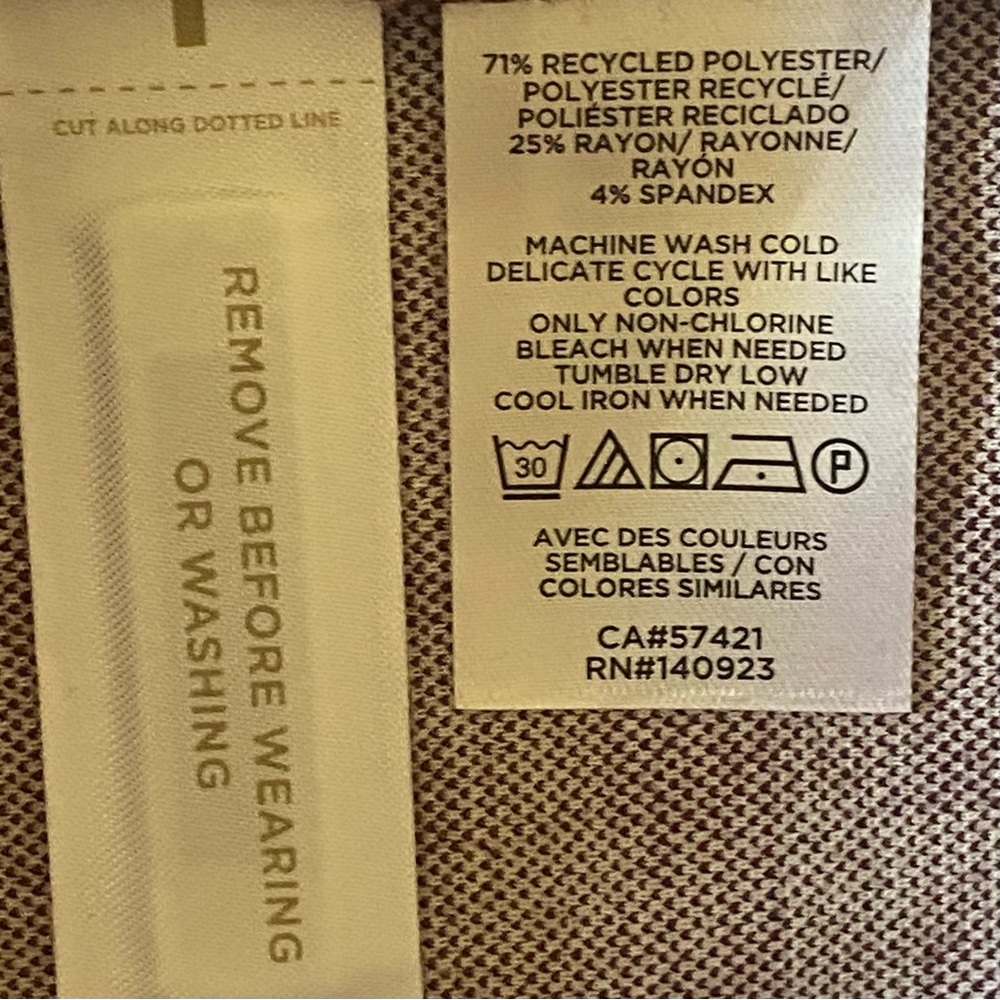 CUT ALONG DOTTED LINE
REMOVE BEFORE WEARING
OR WASHING
71% RECYCLED POLYESTER/
POLYESTER RECYCLÉ/
POLIÉSTER RECICLADO
25% RAYON/ RAYONNE/
RAYÓN
4% SPANDEX
MACHINE WASH COLD
DELICATE CYCLE WITH LIKE
COLORS
ONLY NON-CHLORINE
BLEACH WHEN NEEDED
TUMBLE DRY LOW
COOL IRON WHEN NEEDED
30 P
AVEC DES COULEURS
SEMBLABLES / CON
COLORES SIMILARES
CA#57421
RN#140923